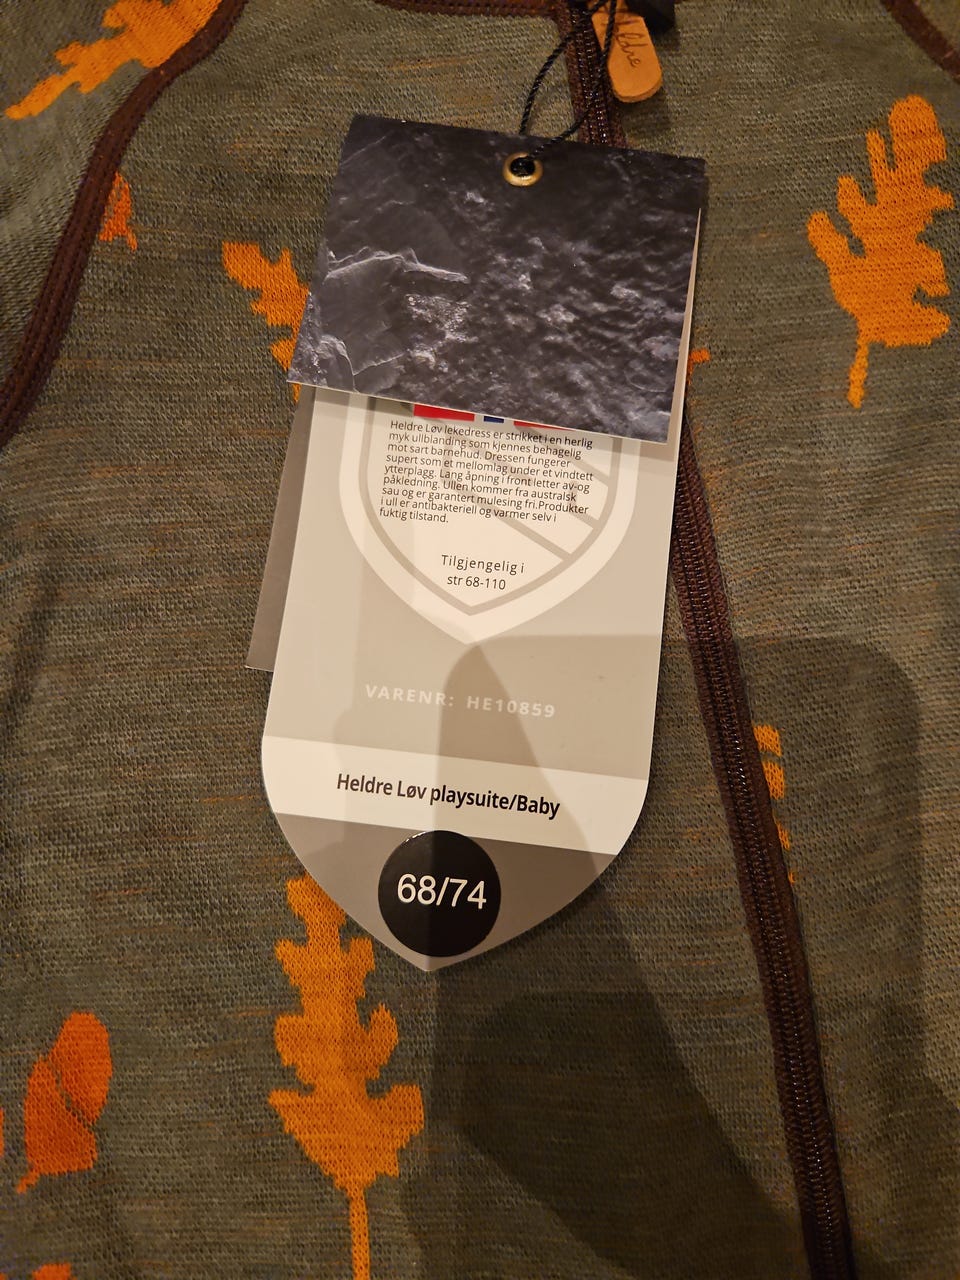 Heldre Løv lekedress er strikket i en herlig
myk ullblanding som kjennes behagelig
mot sart barnehud. Dressen fungerer
supert som et mellomlag under et vindtett
ytterplagg. Lang åpning i front letter av-og
påkledning. Ullen kommer fra australsk
sau og er garantert mulesing fri.Produkter
i ull er antibakteriell og varmer selv i
fuktig tilstand.
Tilgjengelig i
str 68-110
VARENR: HE10859
Heldre Løv playsuite/Baby
68/74